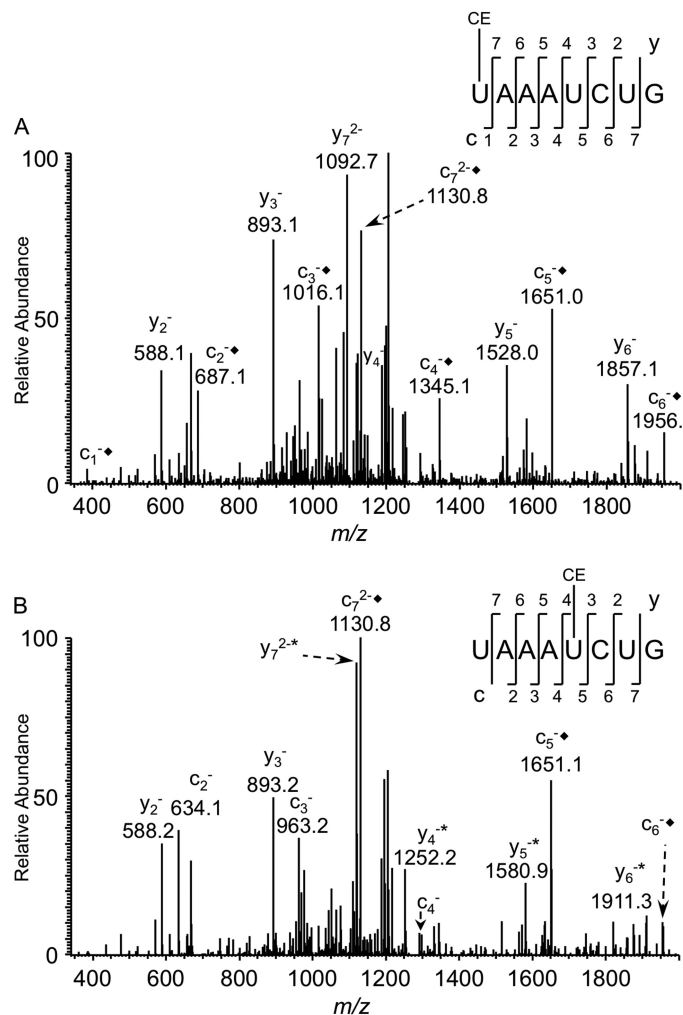 CE
7 6 5 4 3 2 y
UAAAUCUG
c 1 2 3 4 5 6 7
A
Relative Abundance
100
50
0
y7 2-
1092.7
c7 2-◆
1130.8
y3 -
893.1
c3 -◆
1016.1
c5 -◆
1651.0
y2 -
588.1
c2 -◆
687.1
y4 -
c4 -◆
1345.1
y5 -
1528.0
y6 -
1857.1
c6 -◆
1956.
c1 -◆
400 600 800 1000 1200 1400 1600 1800
m/z
B
CE
7 6 5 4 3 2 y
UAAAUCUG
c 2 3 4 5 6 7
Relative Abundance
100
50
0
c7 2-◆
1130.8
y7 2-*
c5 -◆
1651.1
y3 -
893.2
c2 -
634.1
y2 -
588.2
c3 -
963.2
y4 -*
1252.2
c4 -
y5 -*
1580.9
y6 -*
1911.3
c6 -◆
400 600 800 1000 1200 1400 1600 1800
m/z